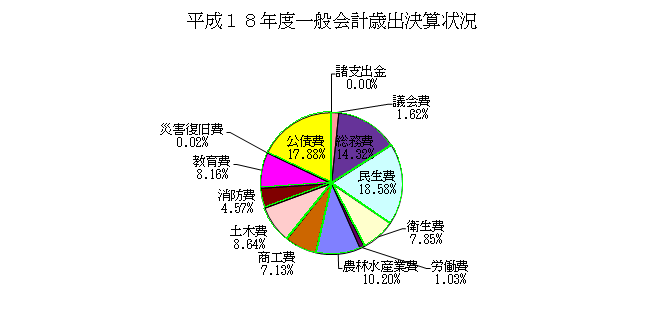 平成１８年度一般会計歳出決算状況
諸支出金
0.00%
議会費
1.62%
総務費
14.32%
民生費
18.58%
衛生費
7.85%
労働費
1.03%
農林水産業費
10.20%
商工費
7.13%
土木費
8.64%
消防費
4.57%
教育費
8.16%
災害復旧費
0.02%
公債費
17.88%